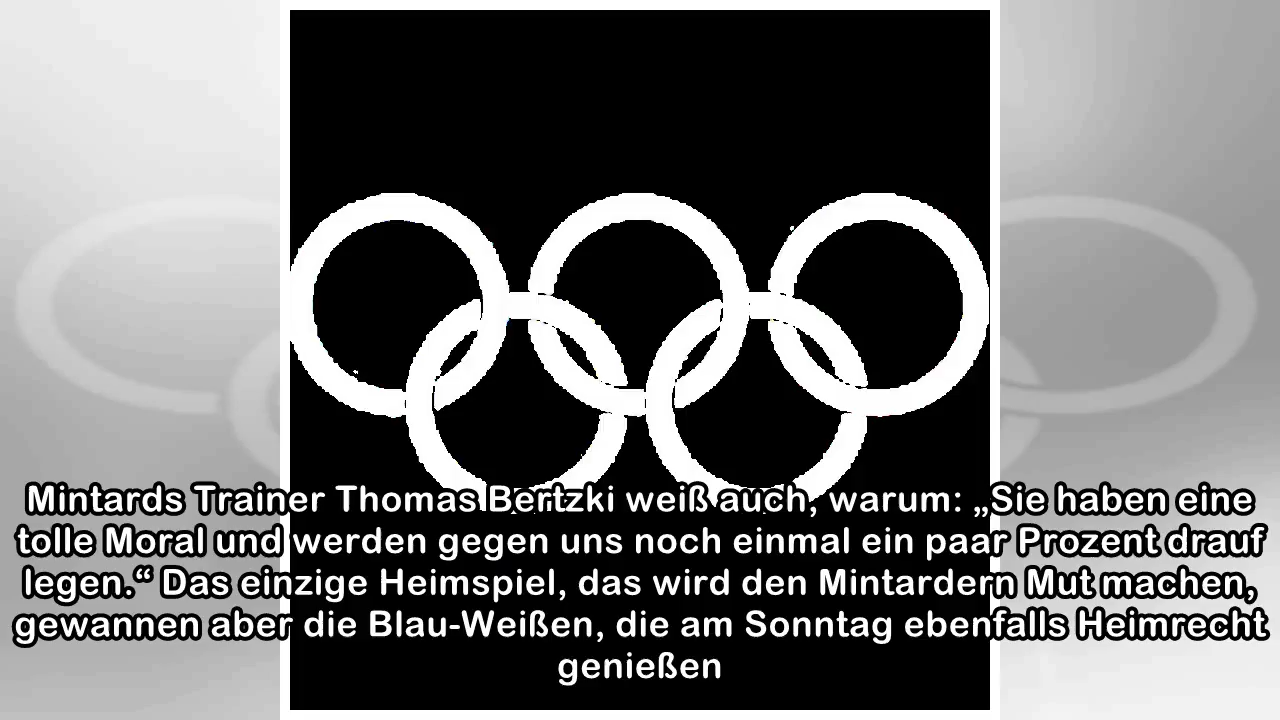 Mintards Trainer Thomas Bertzki weiß auch, warum: „Sie haben eine
tolle Moral und werden gegen uns noch einmal ein paar Prozent drauf
legen.“ Das einzige Heimspiel, das wird den Mintardern Mut machen,
gewannen aber die Blau-Weißen, die am Sonntag ebenfalls Heimrecht
genießen